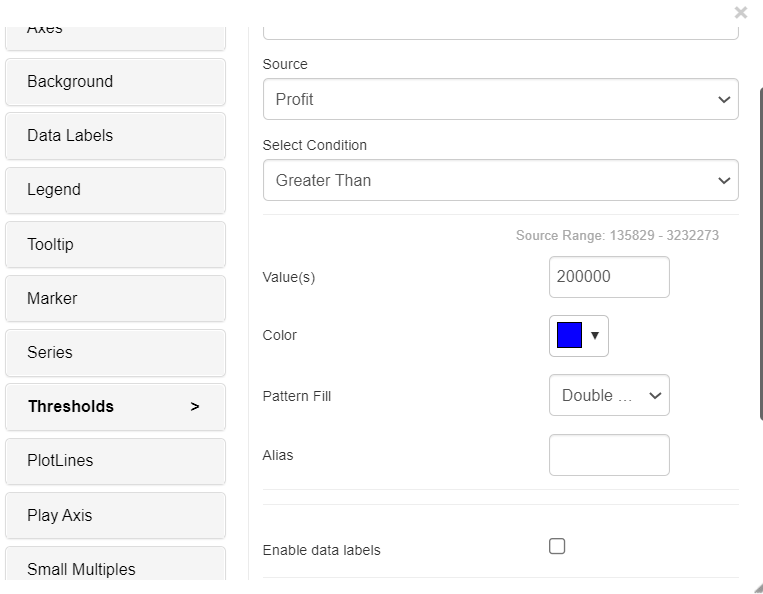 Axes
Background
Data Labels
Legend
Tooltip
Marker
Series
Thresholds >
PlotLines
Play Axis
Small Multiples
×
Source
Profit
Select Condition
Greater Than
Source Range: 135829 - 3232273
Value(s) 200000
Color
Pattern Fill Double ...
Alias
Enable data labels